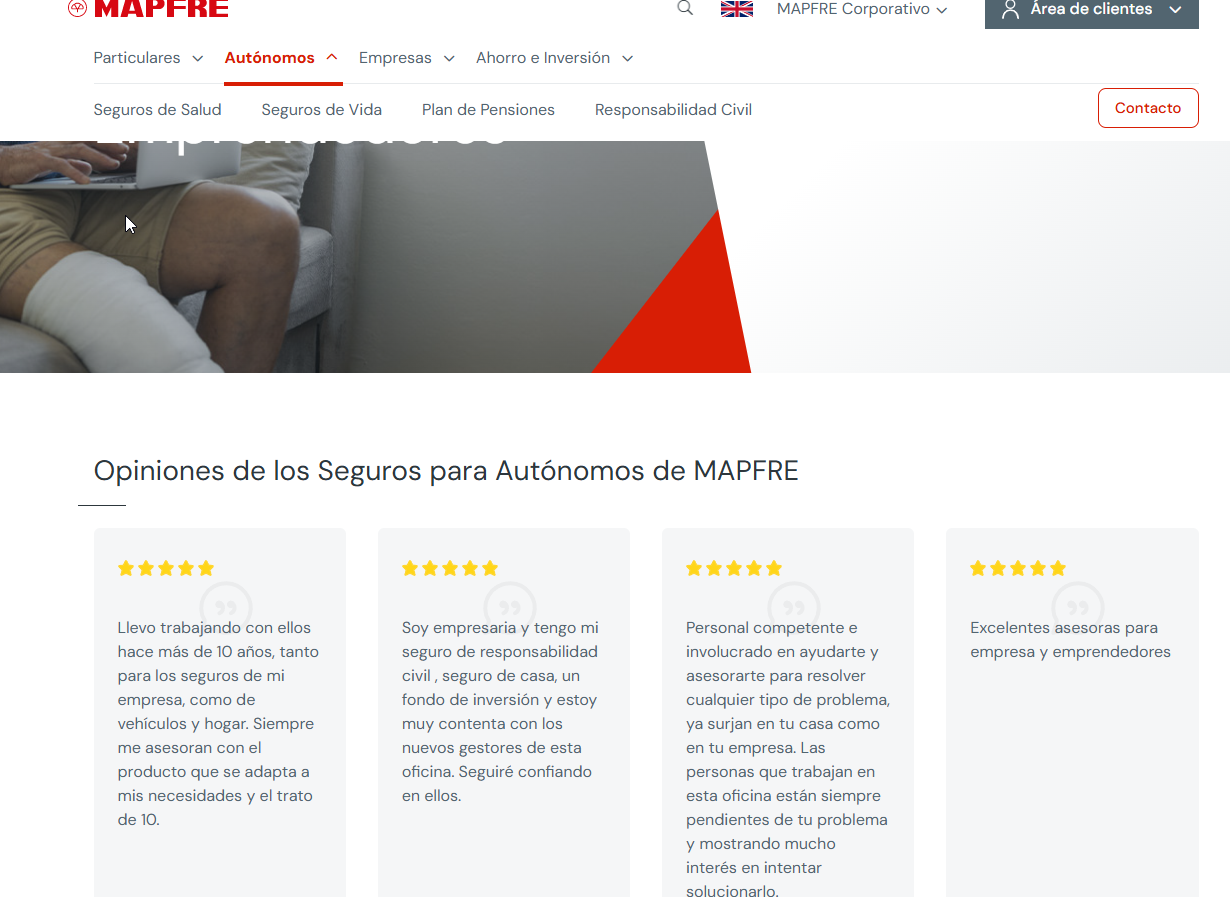 MAPFRE
MAPFRE Corporativo
Área de clientes
Particulares
Autónomos
Empresas
Ahorro e Inversión
Seguros de Salud
Seguros de Vida
Plan de Pensiones
Responsabilidad Civil
Contacto
Emprendedores
Opiniones de los Seguros para Autónomos de MAPFRE
Llevo trabajando con ellos
hace más de 10 años, tanto
para los seguros de mi
empresa, como de
vehículos y hogar. Siempre
me asesoran con el
producto que se adapta a
mis necesidades y el trato
de 10.
Soy empresaria y tengo mi
seguro de responsabilidad
civil , seguro de casa, un
fondo de inversión y estoy
muy contenta con los
nuevos gestores de esta
oficina. Seguiré confiando
en ellos.
Personal competente e
involucrado en ayudarte y
asesorarte para resolver
cualquier tipo de problema,
ya surjan en tu casa como
en tu empresa. Las
personas que trabajan en
esta oficina están siempre
pendientes de tu problema
y mostrando mucho
interés en intentar
solucionarlo.
Excelentes asesoras para
empresa y emprendedores